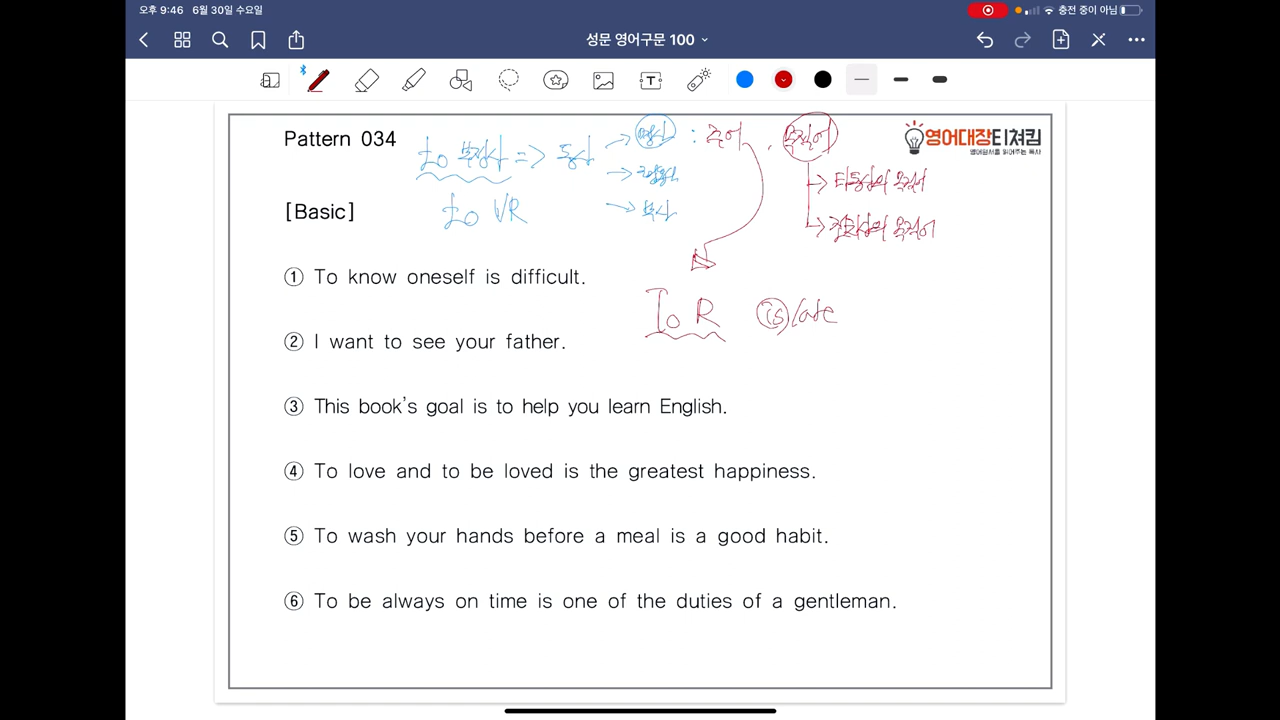 오후 9:46 6월 30일 수요일
충전 중이 아님
성문 영어구문 100
Pattern 034
to 부정사 => 동사
명사 : 주어, 목적어
형용사
부사
타동사의 목적어
전치사의 목적어
to VR
영어대장티쳐킴
[Basic]
To R is/are
① To know oneself is difficult.
② I want to see your father.
③ This book's goal is to help you learn English.
④ To love and to be loved is the greatest happiness.
⑤ To wash your hands before a meal is a good habit.
⑥ To be always on time is one of the duties of a gentleman.